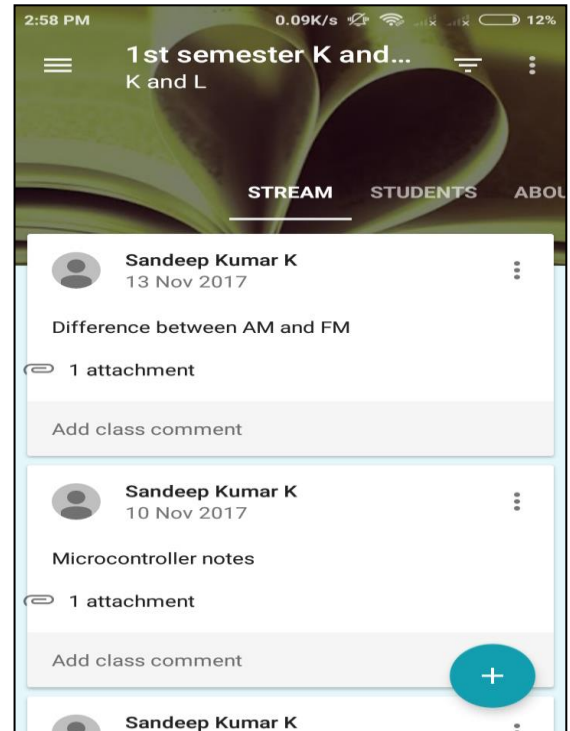 2:58 PM 0.09K/s 12%
1st semester K and...
K and L
STREAM STUDENTS ABOU
Sandeep Kumar K
13 Nov 2017
Difference between AM and FM
1 attachment
Add class comment
Sandeep Kumar K
10 Nov 2017
Microcontroller notes
1 attachment
Add class comment
+
Sandeep Kumar K